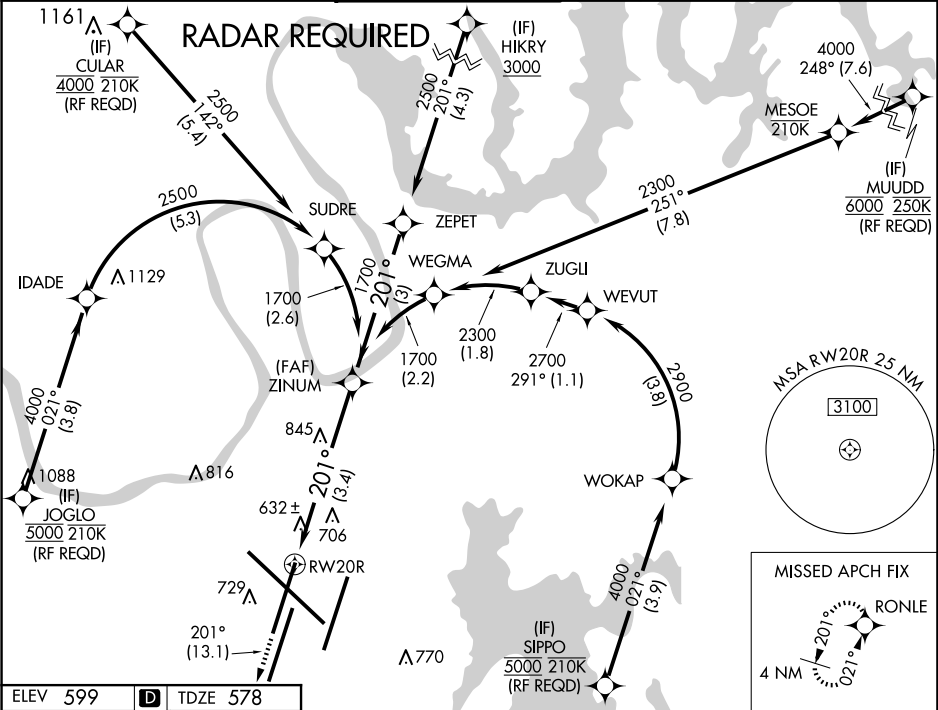 1161
(IF)
CULAR
4000 210K
(RF REQD)
RADAR REQUIRED
(IF)
HIKRY
3000
2500
201°
(4.3)
4000
248° (7.6)
MESOE
210K
(IF)
MUUDD
6000 250K
(RF REQD)
2500
142°
(5.4)
2300
251°
(7.8)
2500
(5.3)
SUDRE
ZEPET
IDADE
1129
1700
(2.6)
1700
201°
(3)
WEGMA
ZUGLI
WEVUT
2300
(1.8)
1700
(2.2)
2700
291° (1.1)
2900
(3.8)
(FAF)
ZINUM
MSA RW20R 25 NM
3100
4000
021°
(3.8)
845
201°
(3.4)
1088
816
(IF)
JOGLO
5000 210K
(RF REQD)
WOKAP
632 ±
706
RW20R
729
201°
(13.1)
4000
021°
(3.9)
(IF)
SIPPO
5000 210K
(RF REQD)
770
MISSED APCH FIX
RONLE
201°
021°
4 NM
ELEV 599 D TDZE 578